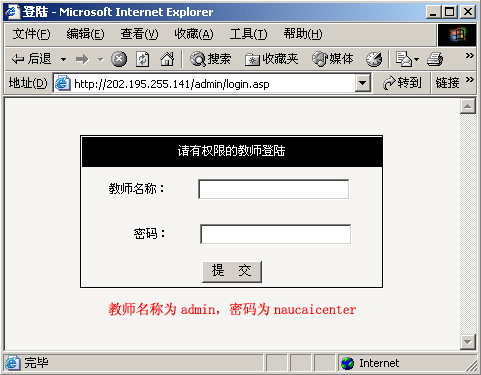 登陆 - Microsoft Internet Explorer
文件(F) 编辑(E) 查看(V) 收藏(A) 工具(T) 帮助(H) »
后退 搜索 收藏夹 媒体 »
地址(D) http://202.195.255.141/admin/login.asp 转到 链接 »
请有权限的教师登陆
教师名称：
密码：
提 交
教师名称为 admin，密码为 naucaicenter
完毕 Internet